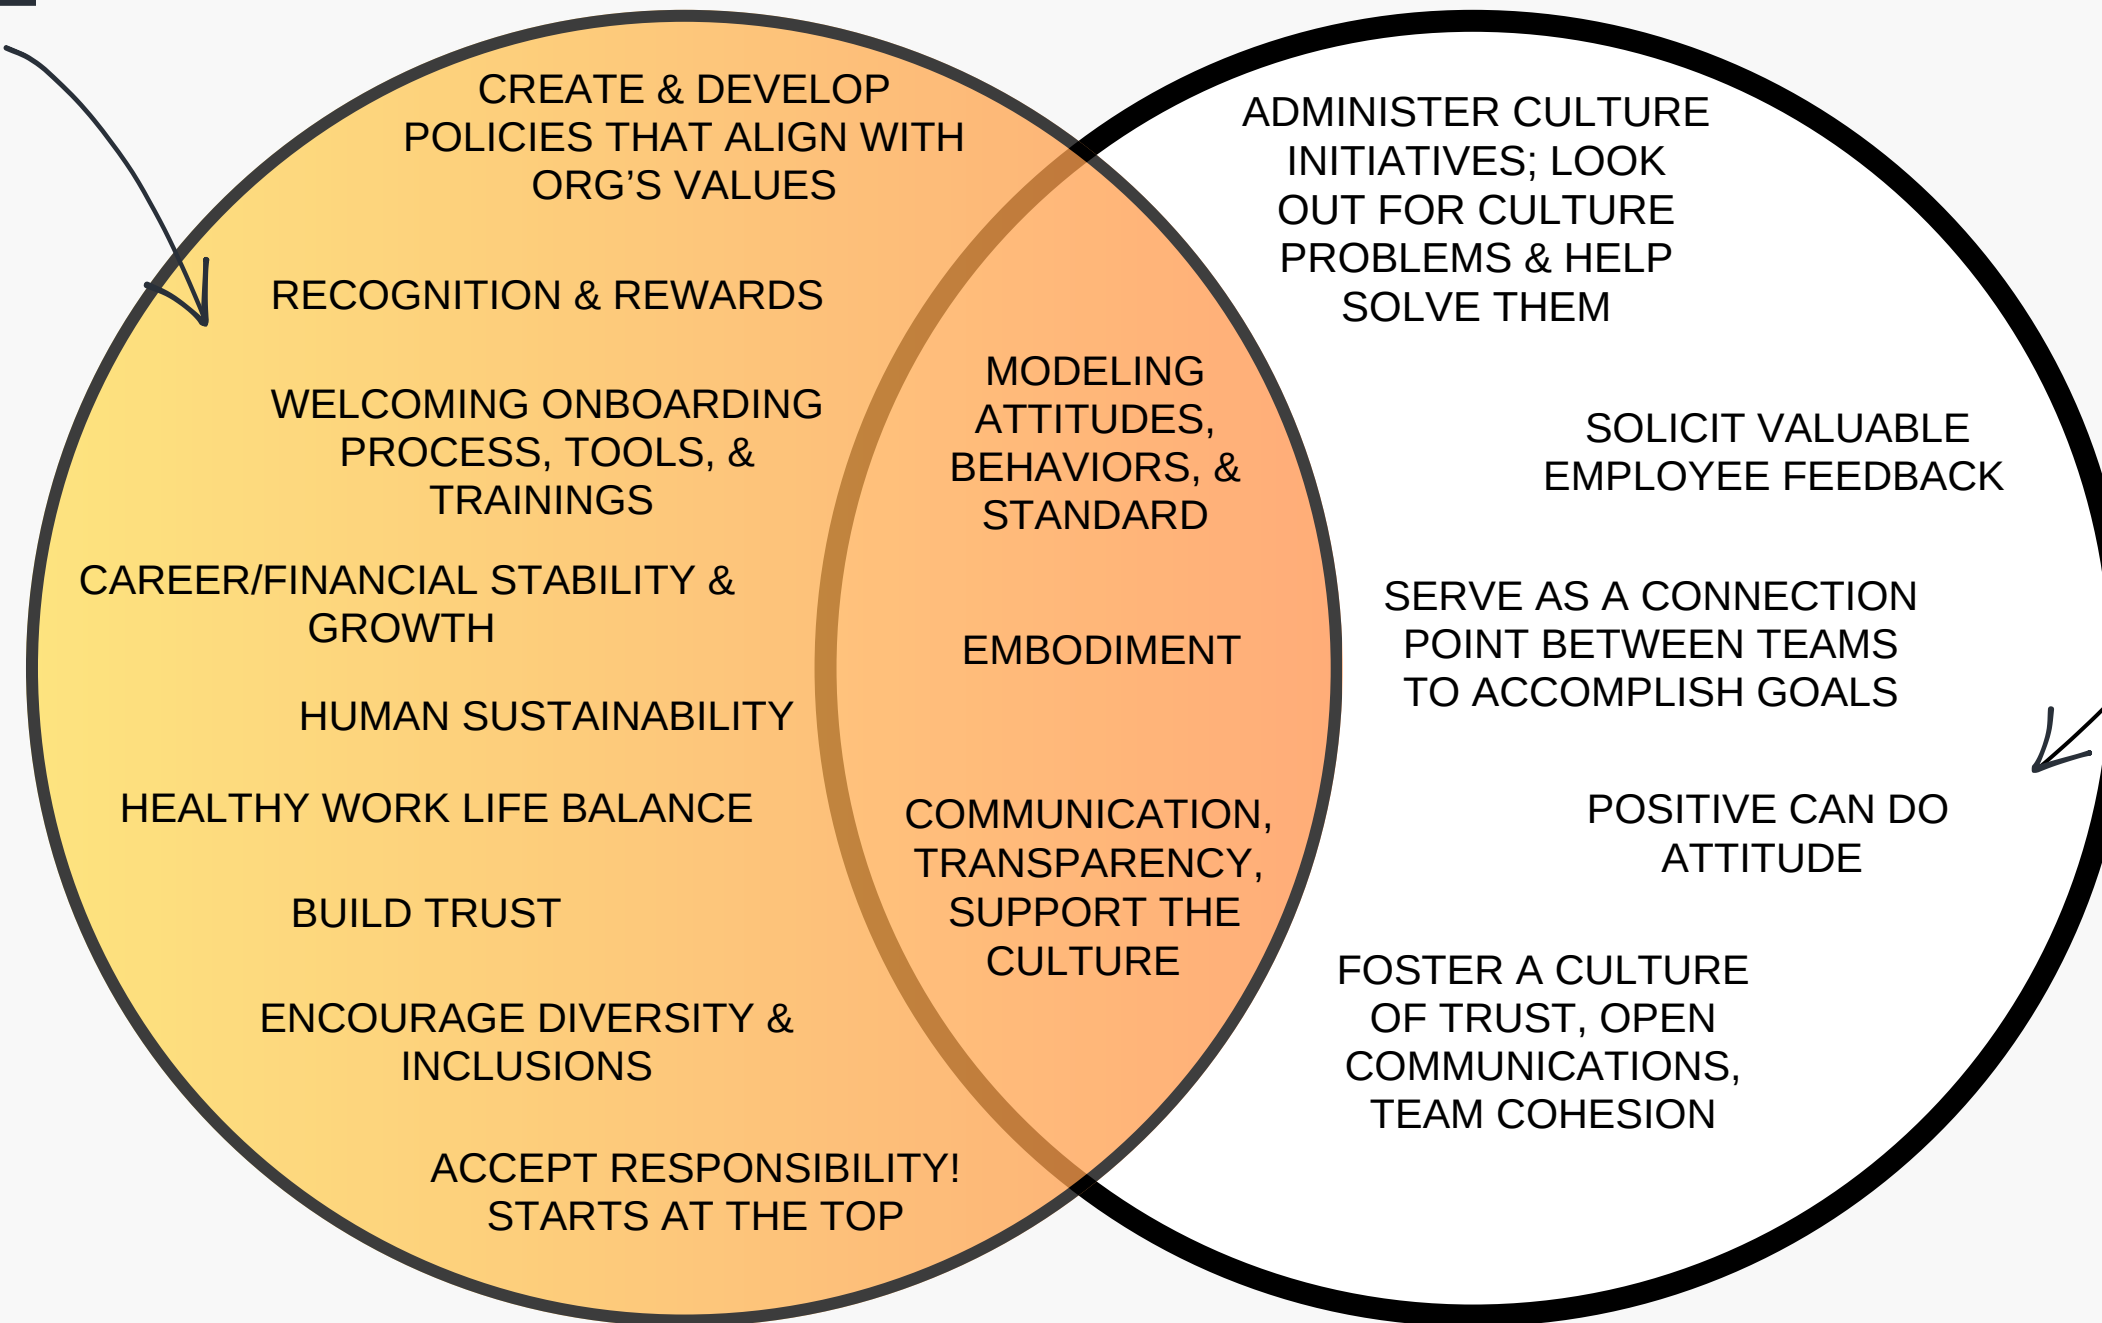 CREATE & DEVELOP
POLICIES THAT ALIGN WITH
ORG'S VALUES
RECOGNITION & REWARDS
WELCOMING ONBOARDING
PROCESS, TOOLS, &
TRAININGS
CAREER/FINANCIAL STABILITY &
GROWTH
HUMAN SUSTAINABILITY
HEALTHY WORK LIFE BALANCE
BUILD TRUST
ENCOURAGE DIVERSITY &
INCLUSIONS
ACCEPT RESPONSIBILITY!
STARTS AT THE TOP
MODELING
ATTITUDES,
BEHAVIORS, &
STANDARD
EMBODIMENT
COMMUNICATION,
TRANSPARENCY,
SUPPORT THE
CULTURE
ADMINISTER CULTURE
INITIATIVES; LOOK
OUT FOR CULTURE
PROBLEMS & HELP
SOLVE THEM
SOLICIT VALUABLE
EMPLOYEE FEEDBACK
SERVE AS A CONNECTION
POINT BETWEEN TEAMS
TO ACCOMPLISH GOALS
POSITIVE CAN DO
ATTITUDE
FOSTER A CULTURE
OF TRUST, OPEN
COMMUNICATIONS,
TEAM COHESION